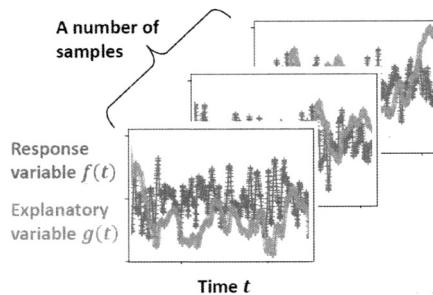 A number of
samples
Response
variable f(t)
Explanatory
variable g(t)
Time t